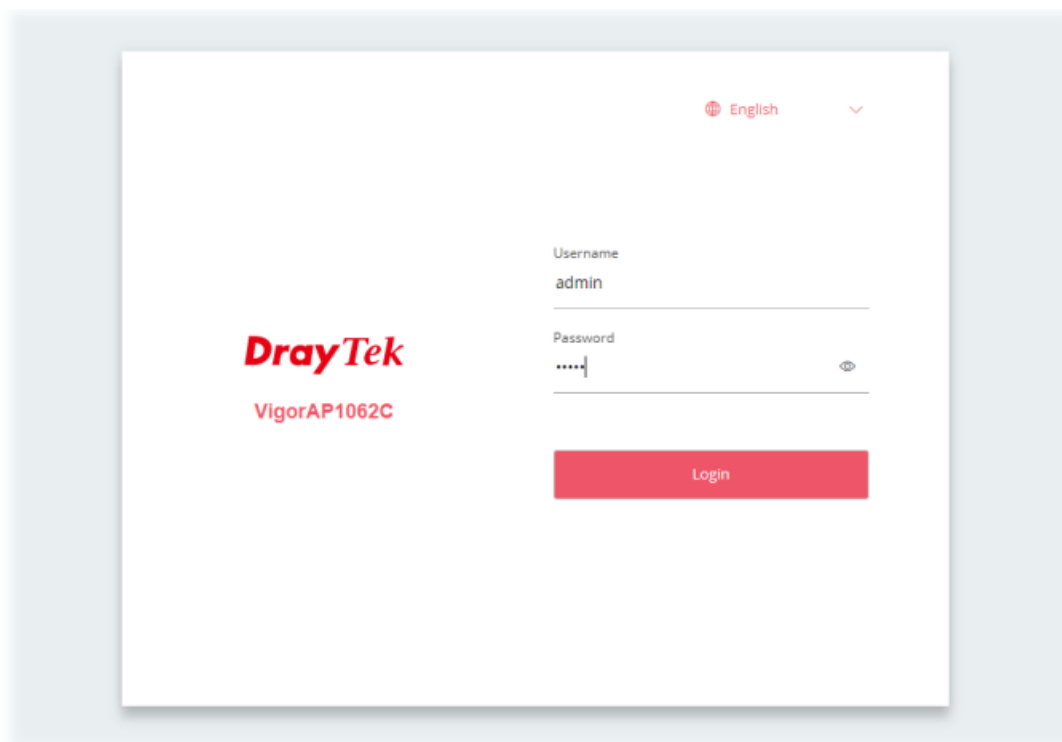 English
Username
admin
Password
•••••
DrayTek
VigorAP1062C
Login